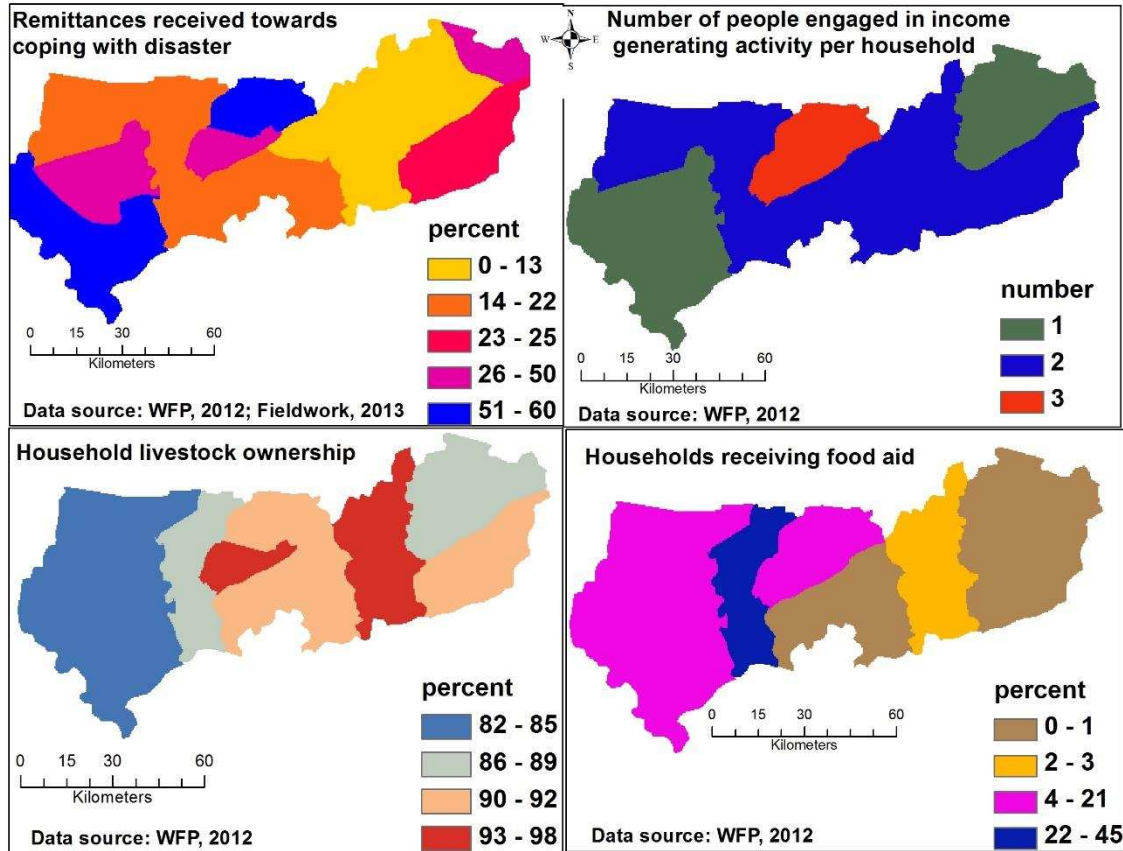 Remittances received towards
coping with disaster
percent
0 - 13
14 - 22
23 - 25
26 - 50
51 - 60
0 15 30 60
Kilometers
Data source: WFP, 2012; Fieldwork, 2013
N
W E
S
Number of people engaged in income
generating activity per household
number
1
2
3
0 15 30 60
Kilometers
Data source: WFP, 2012
Household livestock ownership
percent
82 - 85
86 - 89
90 - 92
93 - 98
0 15 30 60
Kilometers
Data source: WFP, 2012
Households receiving food aid
0 15 30 60
Kilometers
percent
0 - 1
2 - 3
4 - 21
22 - 45
Data source: WFP, 2012